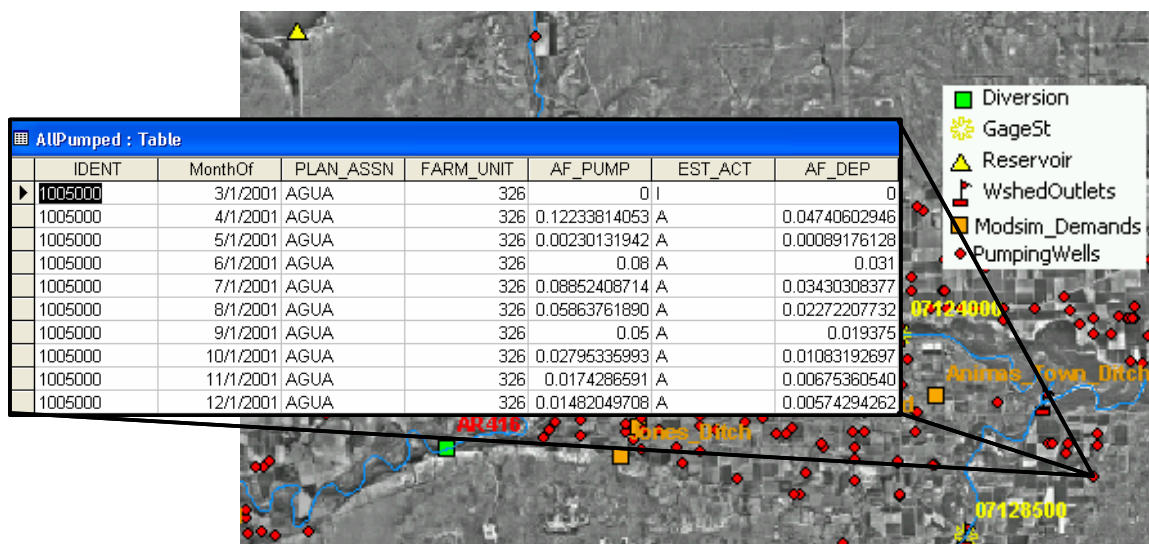 AllPumped : Table
IDENT MonthOf PLAN_ASSN FARM_UNIT AF_PUMP EST_ACT AF_DEP
1005000 3/1/2001 AGUA 326 0 I 0
1005000 4/1/2001 AGUA 326 0.12233814053 A 0.04740602946
1005000 5/1/2001 AGUA 326 0.00230131942 A 0.00089176128
1005000 6/1/2001 AGUA 326 0.08 A 0.031
1005000 7/1/2001 AGUA 326 0.08852408714 A 0.03430308377
1005000 8/1/2001 AGUA 326 0.05863761890 A 0.02272207732
1005000 9/1/2001 AGUA 326 0.05 A 0.019375
1005000 10/1/2001 AGUA 326 0.02795335993 A 0.01083192697
1005000 11/1/2001 AGUA 326 0.0174286591 A 0.00675360540
1005000 12/1/2001 AGUA 326 0.01482049708 A 0.00574294262
Diversion
GageSt
Reservoir
WshedOutlets
Modsim_Demands
PumpingWells
07124000
Animas_Town_Ditch
AR416
Jones_Ditch
07128500